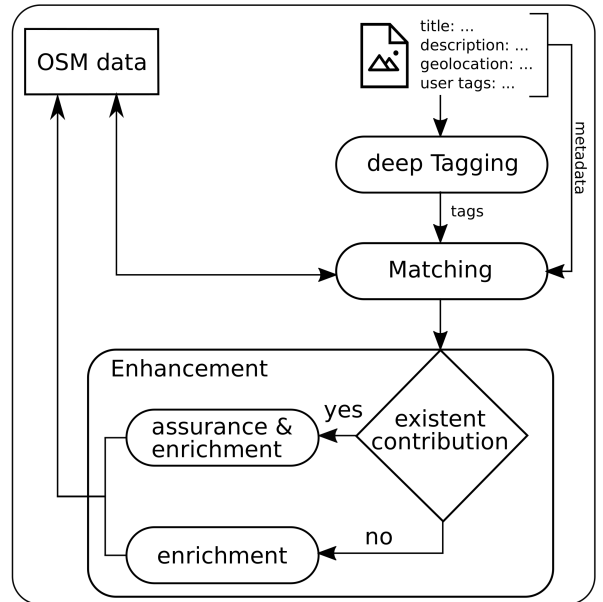 OSM data
title: ...
description: ...
geolocation: ...
user tags: ...
metadata
deep Tagging
tags
Matching
Enhancement
yes
existent
contribution
assurance &
enrichment
no
enrichment